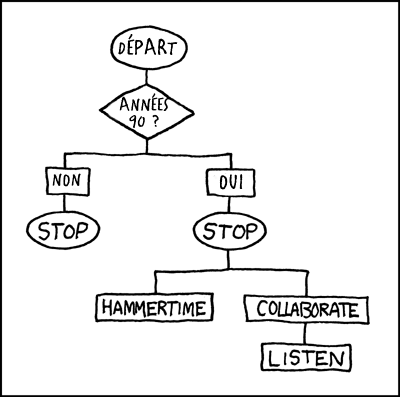 DÉPART
ANNÉES
90 ?
NON
OUI
STOP
STOP
HAMMERTIME
COLLABORATE
LISTEN